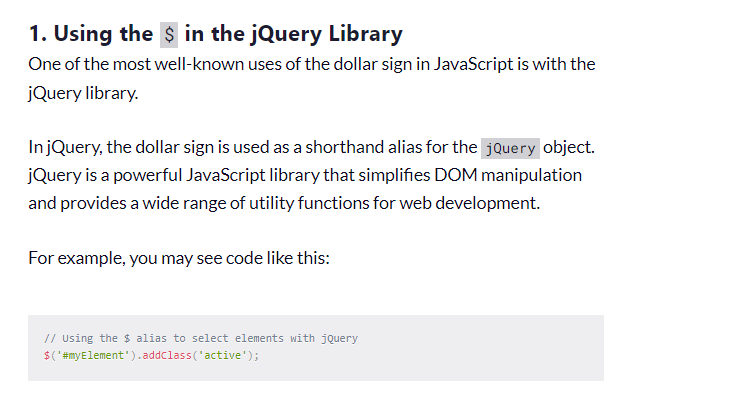 1. Using the $ in the jQuery Library
One of the most well-known uses of the dollar sign in JavaScript is with the
jQuery library.
In jQuery, the dollar sign is used as a shorthand alias for the jQuery object.
jQuery is a powerful JavaScript library that simplifies DOM manipulation
and provides a wide range of utility functions for web development.
For example, you may see code like this:
// Using the $ alias to select elements with jQuery
$('#myElement').addClass('active');